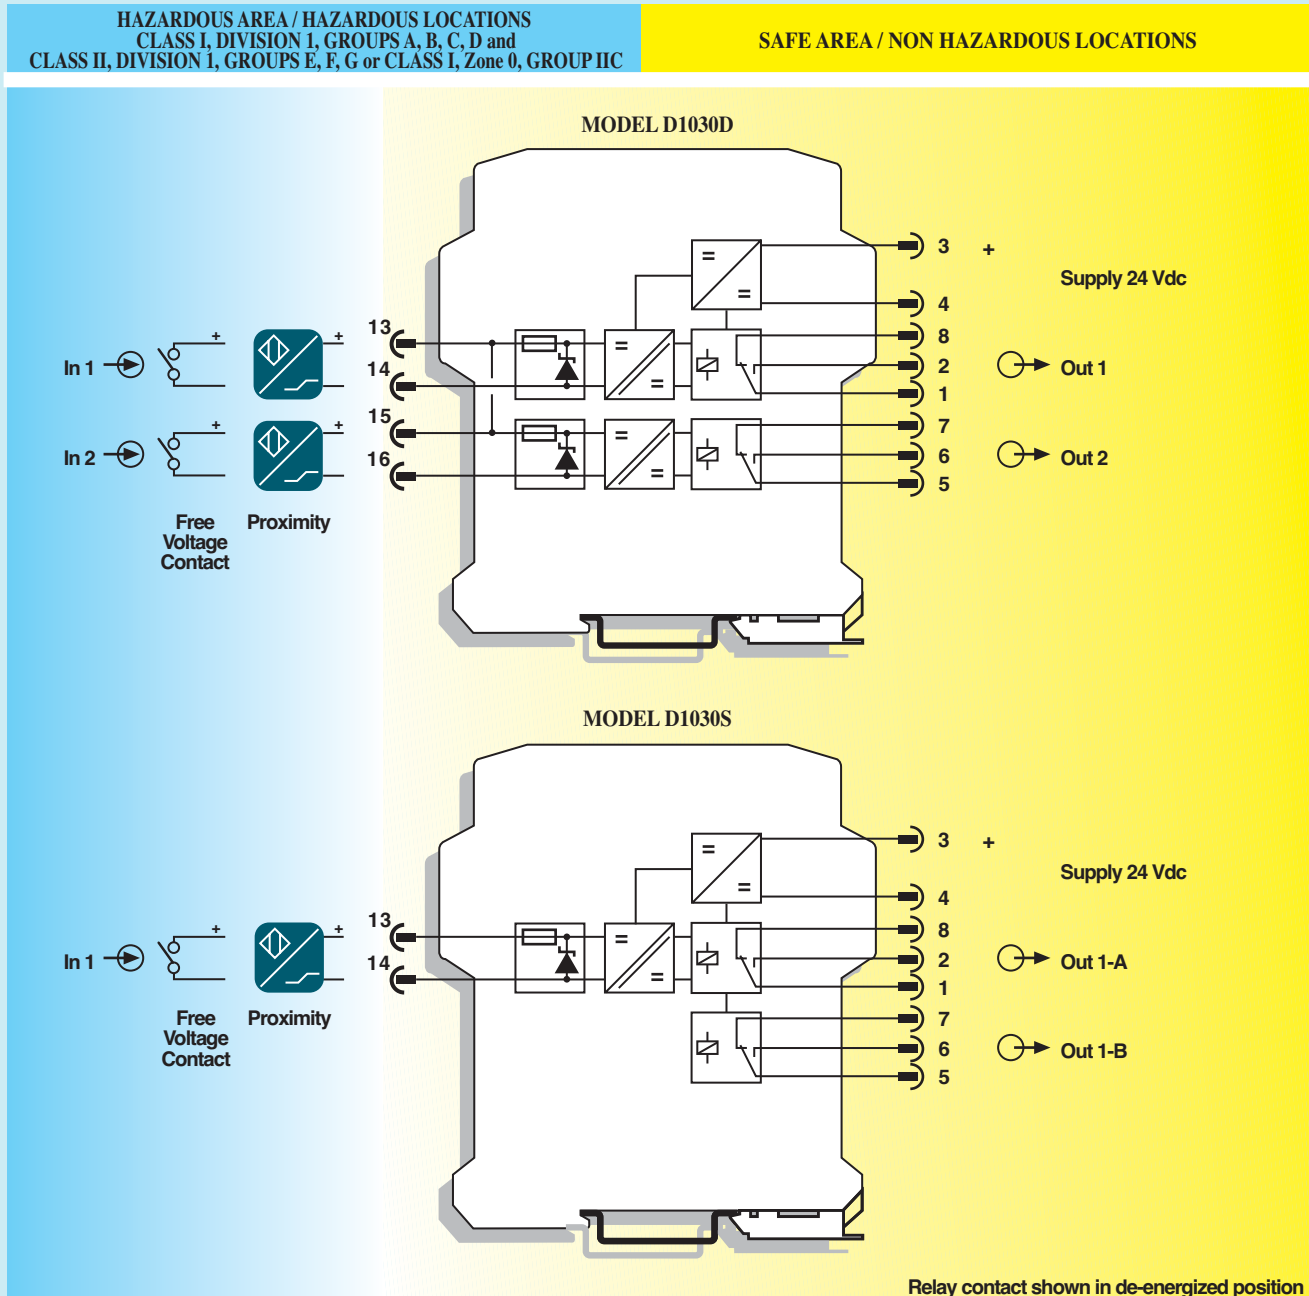 HAZARDOUS AREA / HAZARDOUS LOCATIONS
CLASS I, DIVISION 1, GROUPS A, B, C, D and
CLASS II, DIVISION 1, GROUPS E, F, G or CLASS I, Zone 0, GROUP IIC
SAFE AREA / NON HAZARDOUS LOCATIONS
MODEL D1030D
3 +
Supply 24 Vdc
4
13
8
In 1
+
+
14
2
Out 1
1
15
7
In 2
+
+
16
6
Out 2
5
Free
Voltage
Contact
Proximity
MODEL D1030S
3 +
Supply 24 Vdc
4
13
8
In 1
+
+
14
2
Out 1-A
1
7
6
Out 1-B
5
Free
Voltage
Contact
Proximity
Relay contact shown in de-energized position